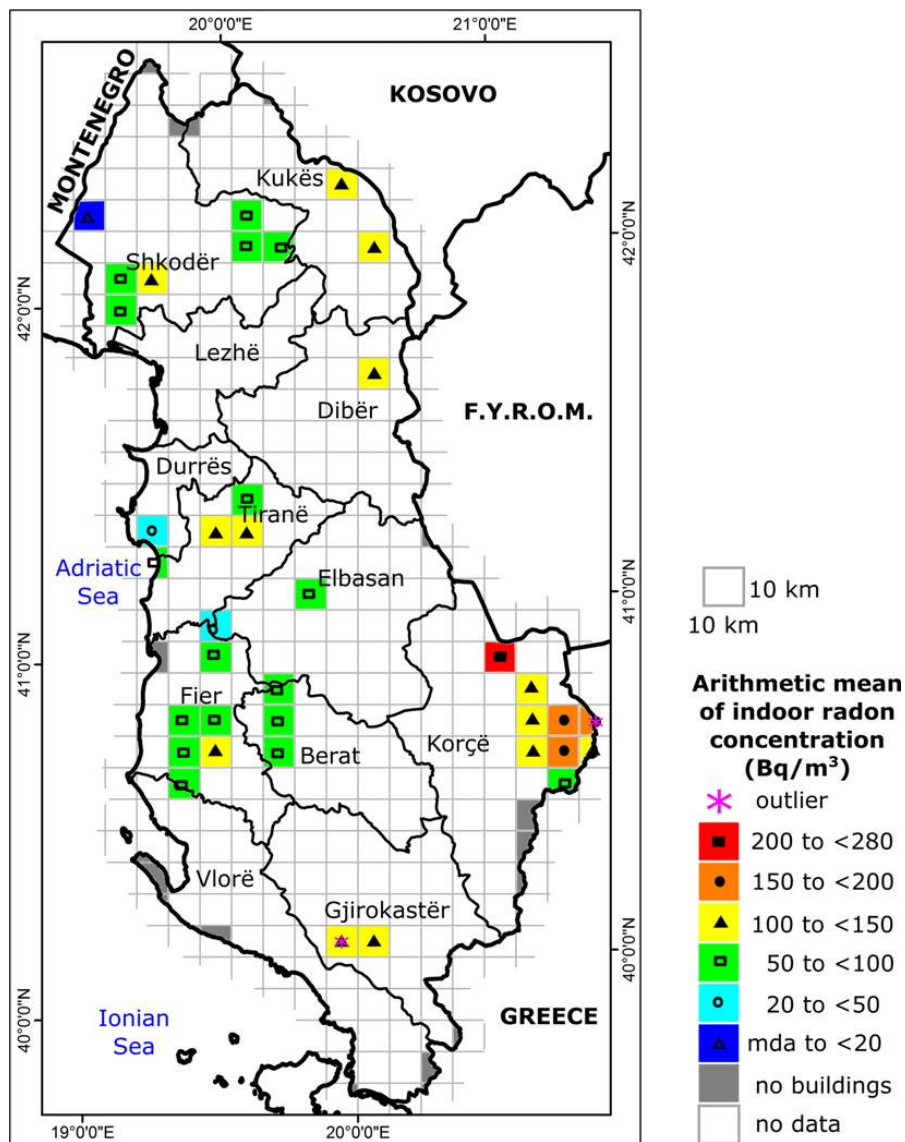 20°0'0"E
21°0'0"E
MONTENEGRO
KOSOVO
Kukës
42°0'0"N
Shkodër
42°0'0"N
Lezhë
Dibër
F.Y.R.O.M.
Durrës
Tiranë
Adriatic
Sea
Elbasan
41°0'0"N
41°0'0"N
Fier
Berat
Korçë
Vlorë
Gjirokastër
40°0'0"N
40°0'0"N
Ionian
Sea
GREECE
19°0'0"E
20°0'0"E
10 km
10 km
Arithmetic mean
of indoor radon
concentration
(Bq/m³)
outlier
200 to <280
150 to <200
100 to <150
50 to <100
20 to <50
mda to <20
no buildings
no data